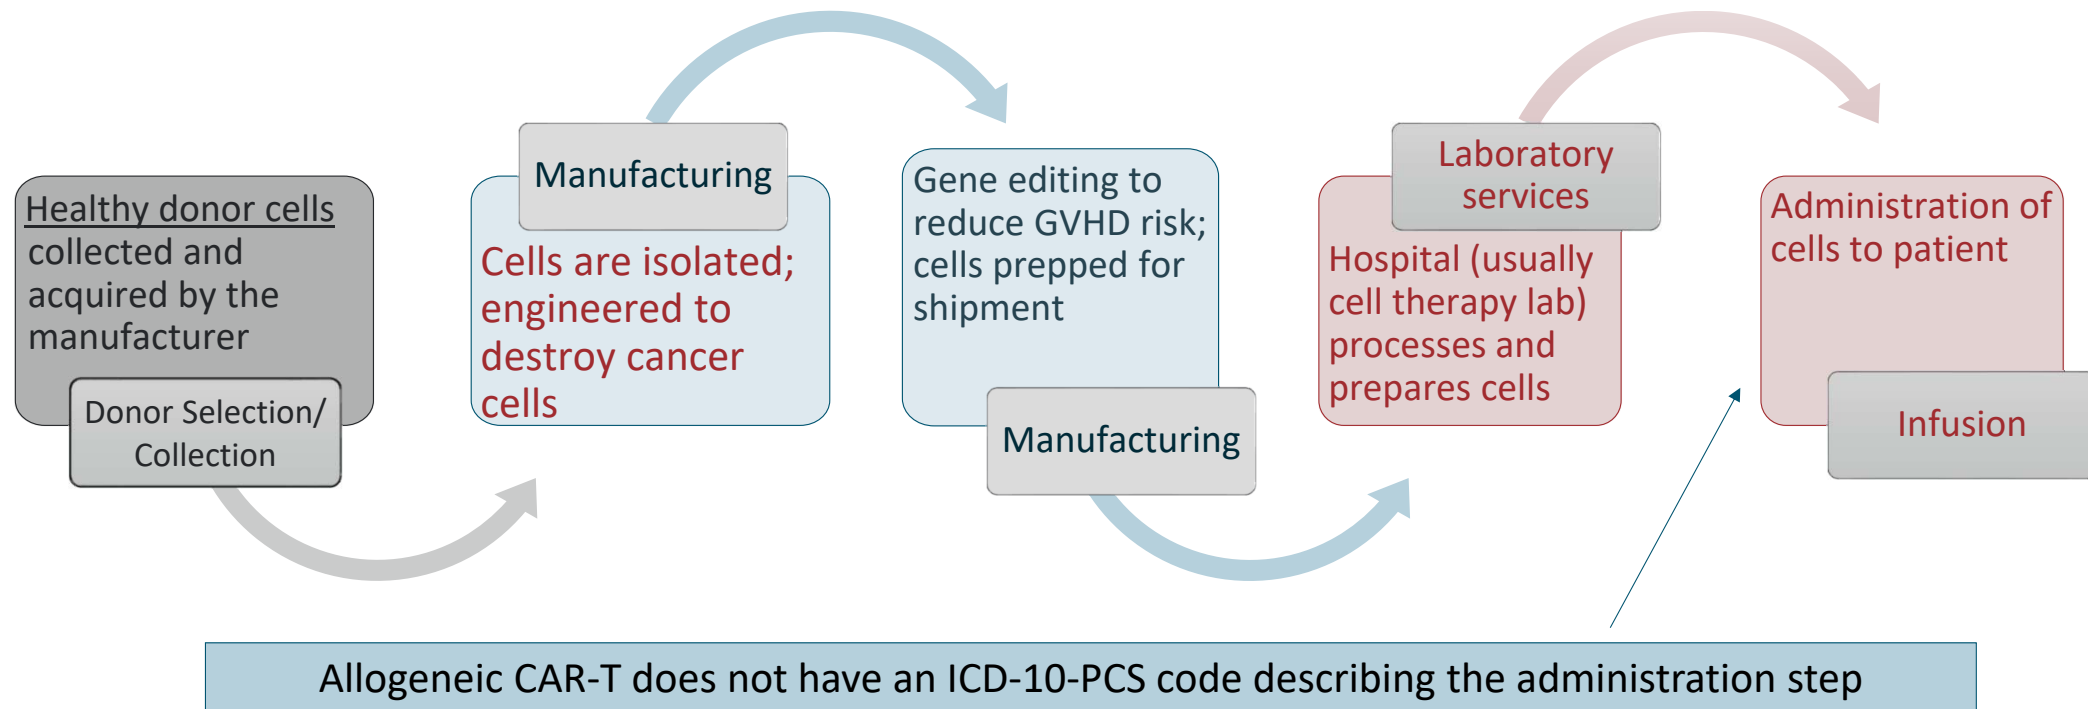 Healthy donor cells
collected and
acquired by the
manufacturer
Donor Selection/
Collection
Manufacturing
Cells are isolated;
engineered to
destroy cancer
cells
Gene editing to
reduce GVHD risk;
cells prepped for
shipment
Manufacturing
Laboratory
services
Hospital (usually
cell therapy lab)
processes and
prepares cells
Administration of
cells to patient
Infusion
Allogeneic CAR-T does not have an ICD-10-PCS code describing the administration step